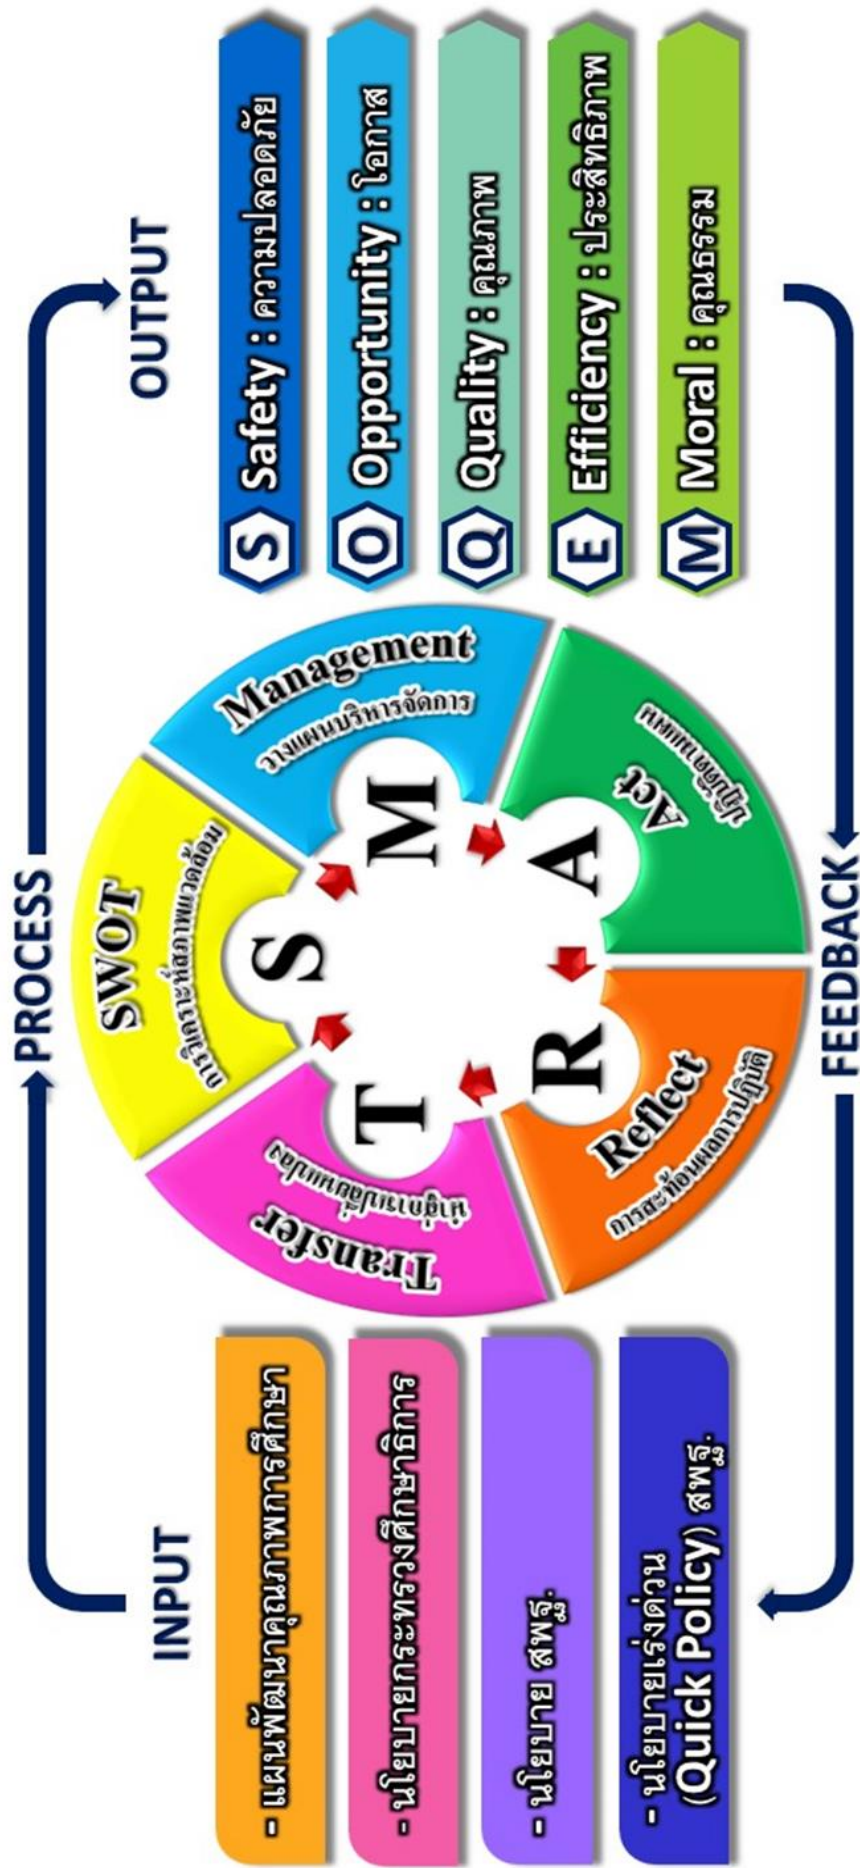 PROCESS
INPUT
- แผนพัฒนาคุณภาพการศึกษา
- นโยบายกระทรวงศึกษาธิการ
- นโยบาย สพฐ.
- นโยบายเร่งด่วน
(Quick Policy) สพฐ.
SWOT
การวิเคราะห์สภาพแวดล้อม
S
Management
วางแผนบริหารจัดการ
M
Act
ปฏิบัติตามแผน
A
Reflect
การสะท้อนผลการปฏิบัติ
R
Transfer
นำสู่การเปลี่ยนแปลง
T
OUTPUT
S Safety : ความปลอดภัย
O Opportunity : โอกาส
Q Quality : คุณภาพ
E Efficiency : ประสิทธิภาพ
M Moral : คุณธรรม
FEEDBACK